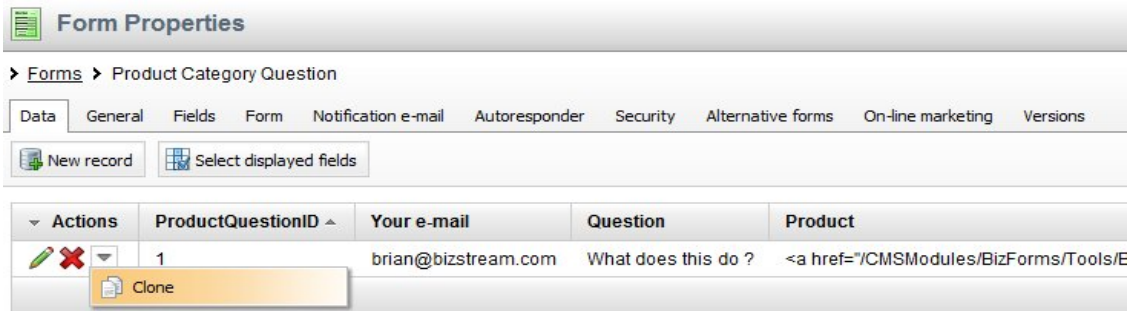 Form Properties
Forms > Product Category Question
Data General Fields Form Notification e-mail Autoresponder Security Alternative forms On-line marketing Versions
New record Select displayed fields
Actions ProductQuestionID Your e-mail Question Product
1 brian@bizstream.com What does this do ? <a href="/CMSModules/BizForms/Tools/E
Clone